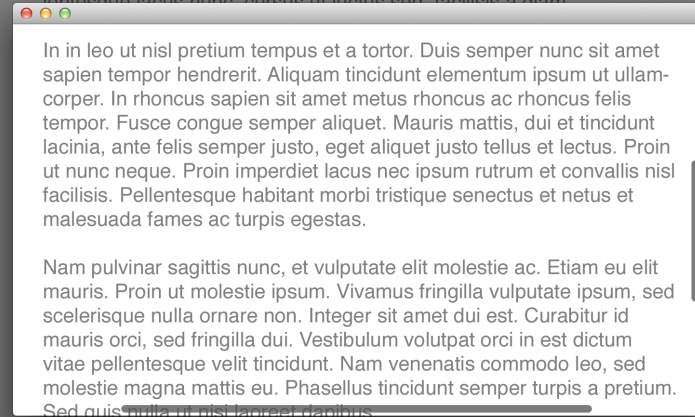 In in leo ut nisl pretium tempus et a tortor. Duis semper nunc sit amet
sapien tempor hendrerit. Aliquam tincidunt elementum ipsum ut ullam-
corper. In rhoncus sapien sit amet metus rhoncus ac rhoncus felis
tempor. Fusce congue semper aliquet. Mauris mattis, dui et tincidunt
lacinia, ante felis semper justo, eget aliquet justo tellus et lectus. Proin
ut nunc neque. Proin imperdiet lacus nec ipsum rutrum et convallis nisl
facilisis. Pellentesque habitant morbi tristique senectus et netus et
malesuada fames ac turpis egestas.
Nam pulvinar sagittis nunc, et vulputate elit molestie ac. Etiam eu elit
mauris. Proin ut molestie ipsum. Vivamus fringilla vulputate ipsum, sed
scelerisque nulla ornare non. Integer sit amet dui est. Curabitur id
mauris orci, sed fringilla dui. Vestibulum volutpat orci in est dictum
vitae pellentesque velit tincidunt. Nam venenatis commodo leo, sed
molestie magna mattis eu. Phasellus tincidunt semper turpis a pretium.
Sed quis nulla ut nisi laoreet dapibus.